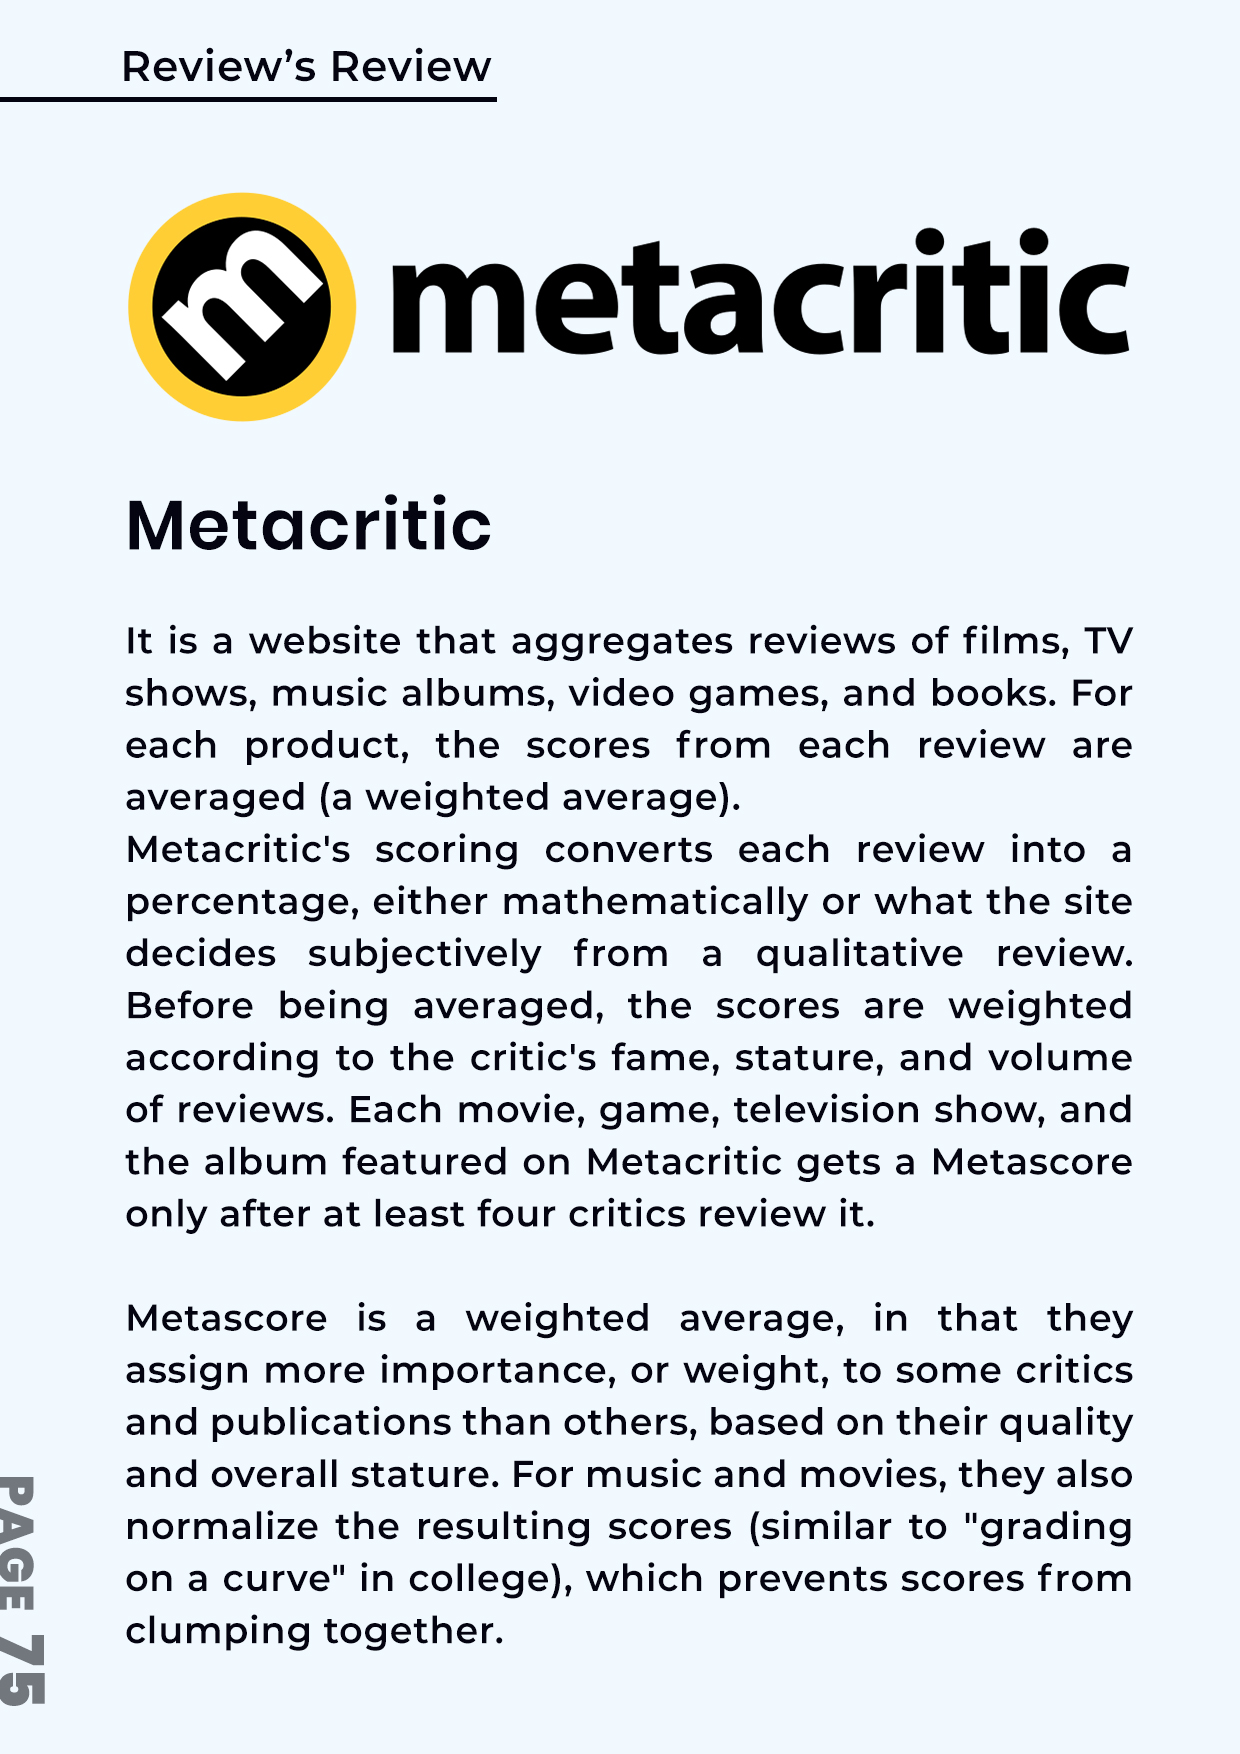 Review’s Review
m metacritic
Metacritic
It is a website that aggregates reviews of films, TV
shows, music albums, video games, and books. For
each product, the scores from each review are
averaged (a weighted average).
Metacritic's scoring converts each review into a
percentage, either mathematically or what the site
decides subjectively from a qualitative review.
Before being averaged, the scores are weighted
according to the critic's fame, stature, and volume
of reviews. Each movie, game, television show, and
the album featured on Metacritic gets a Metascore
only after at least four critics review it.
Metascore is a weighted average, in that they
assign more importance, or weight, to some critics
and publications than others, based on their quality
and overall stature. For music and movies, they also
normalize the resulting scores (similar to "grading
on a curve" in college), which prevents scores from
clumping together.
PAGE 75